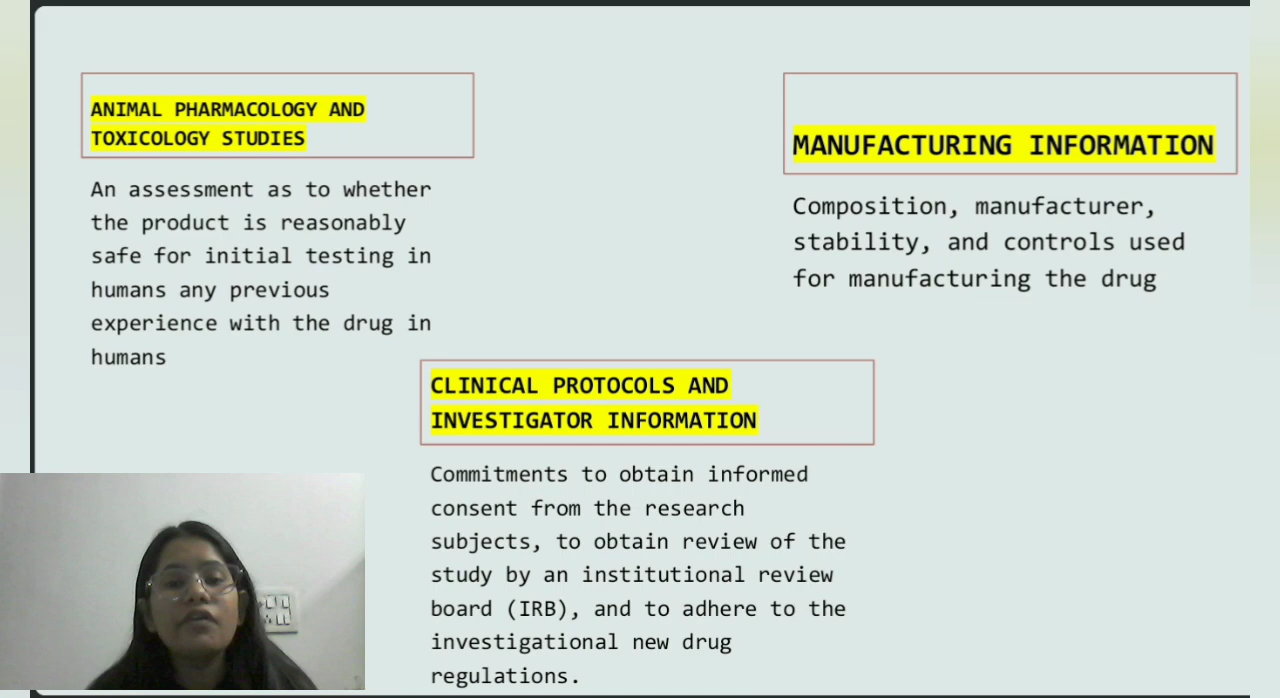 ANIMAL PHARMACOLOGY AND
TOXICOLOGY STUDIES
An assessment as to whether
the product is reasonably
safe for initial testing in
humans any previous
experience with the drug in
humans
MANUFACTURING INFORMATION
Composition, manufacturer,
stability, and controls used
for manufacturing the drug
CLINICAL PROTOCOLS AND
INVESTIGATOR INFORMATION
Commitments to obtain informed
consent from the research
subjects, to obtain review of the
study by an institutional review
board (IRB), and to adhere to the
investigational new drug
regulations.